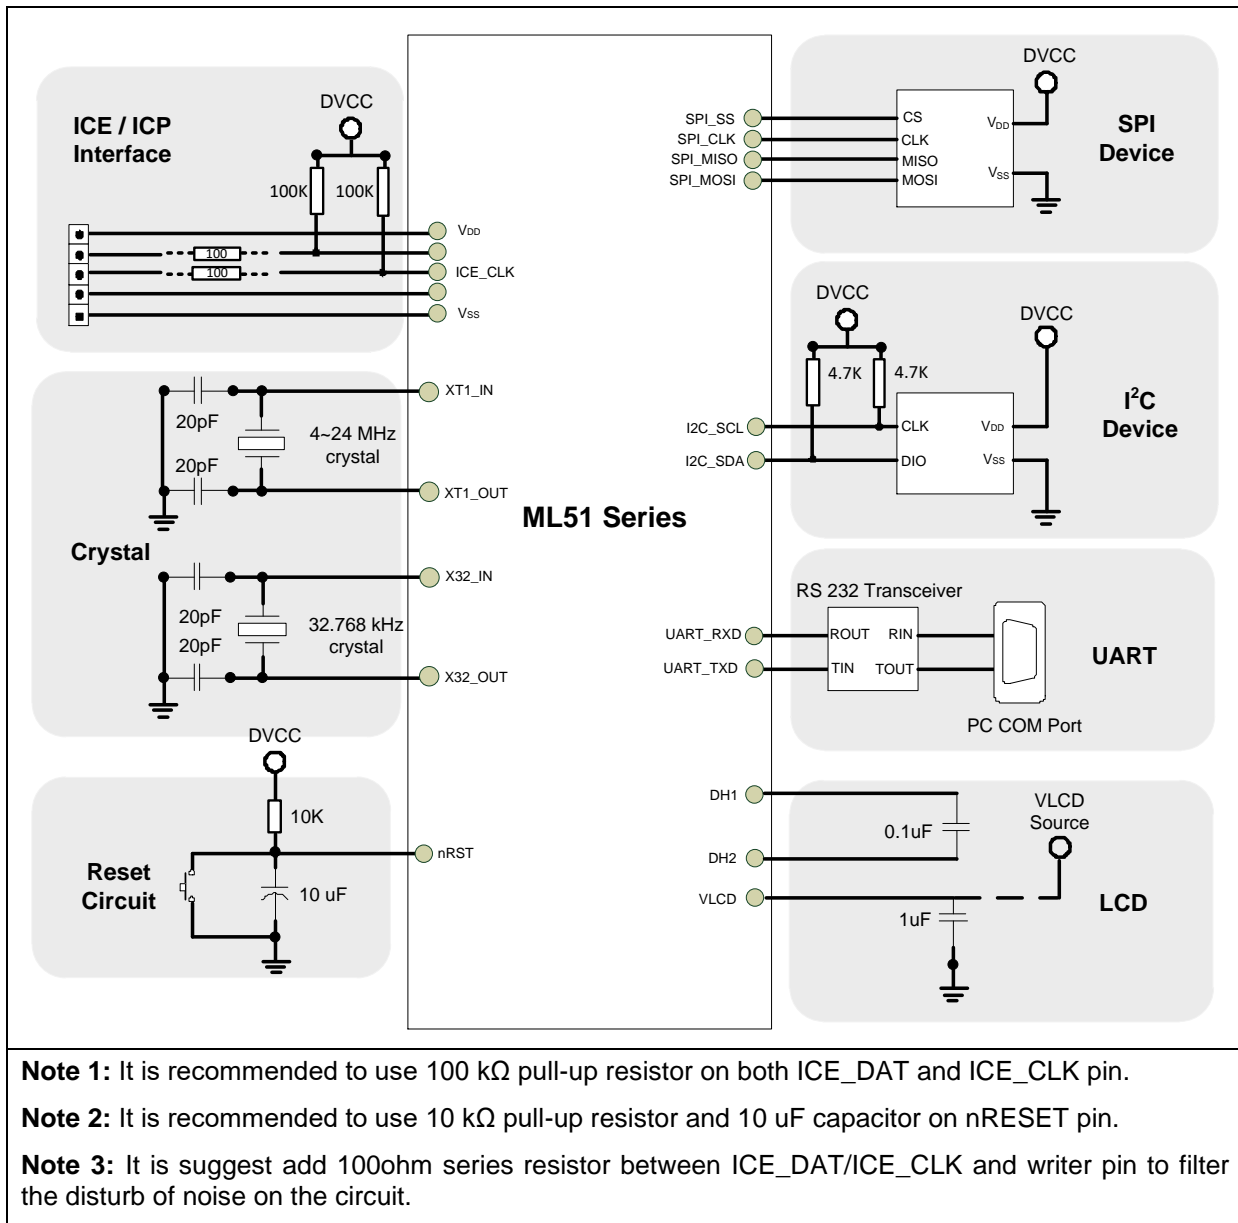 ICE / ICP
Interface
DVCC
100K
100K
100
100
VDD
ICE_CLK
VSS
XT1_IN
20pF
4~24 MHz
crystal
20pF
XT1_OUT
Crystal
X32_IN
20pF
32.768 kHz
crystal
20pF
X32_OUT
DVCC
10K
Reset
Circuit
nRST
10 uF
ML51 Series
SPI_SS
SPI_CLK
SPI_MISO
SPI_MOSI
CS
CLK
MISO
MOSI
VDD
VSS
DVCC
SPI
Device
DVCC
4.7K
4.7K
DVCC
I2C_SCL
I2C_SDA
CLK
DIO
VDD
VSS
I²C
Device
RS 232 Transceiver
UART_RXD
UART_TXD
ROUT
RIN
TIN
TOUT
PC COM Port
UART
DH1
DH2
VLCD
0.1uF
1uF
VLCD
Source
LCD
Note 1: It is recommended to use 100 kΩ pull-up resistor on both ICE_DAT and ICE_CLK pin.
Note 2: It is recommended to use 10 kΩ pull-up resistor and 10 uF capacitor on nRESET pin.
Note 3: It is suggest add 100ohm series resistor between ICE_DAT/ICE_CLK and writer pin to filter
the disturb of noise on the circuit.